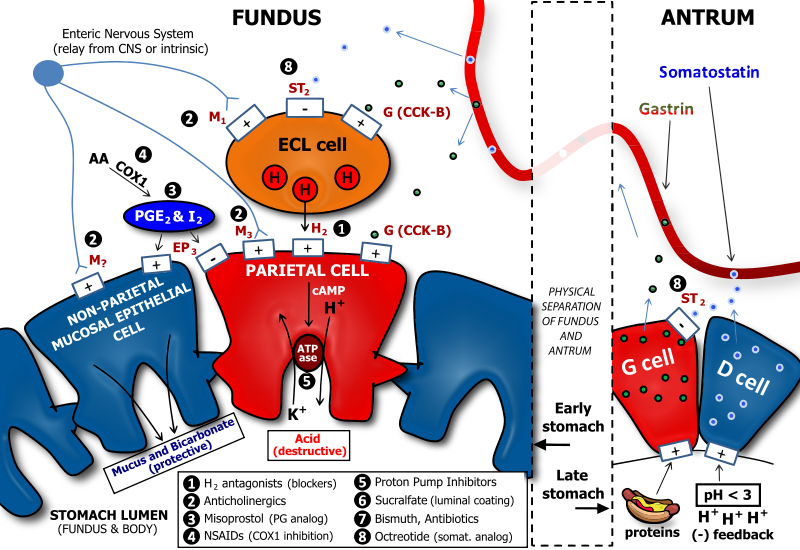 FUNDUS
ANTRUM
Enteric Nervous System
(relay from CNS or intrinsic)
8
ST2
2 M1
+
-
+
G (CCK-B)
ECL cell
H
H
H
Somatostatin
Gastrin
AA
COX1
4
3
PGE2 & I2
EP3
2
M?
2
M3
H2 1
G (CCK-B)
+
+
-
+
+
+
NON-PARIETAL
MUCOSAL EPITHELIAL
CELL
PARIETAL CELL
cAMP
H+
ATP
ase
5
K+
Mucus and Bicarbonate
(protective)
Acid
(destructive)
PHYSICAL
SEPARATION
OF FUNDUS
AND
ANTRUM
Early
stomach
Late
stomach
8
ST2
-
G cell
D cell
+
+
proteins
pH < 3
H+ H+ H+
(-) feedback
STOMACH LUMEN
(FUNDUS & BODY)
1 H2 antagonists (blockers)
2 Anticholinergics
3 Misoprostol (PG analog)
4 NSAIDs (COX1 inhibition)
5 Proton Pump Inhibitors
6 Sucralfate (luminal coating)
7 Bismuth, Antibiotics
8 Octreotide (somat. analog)